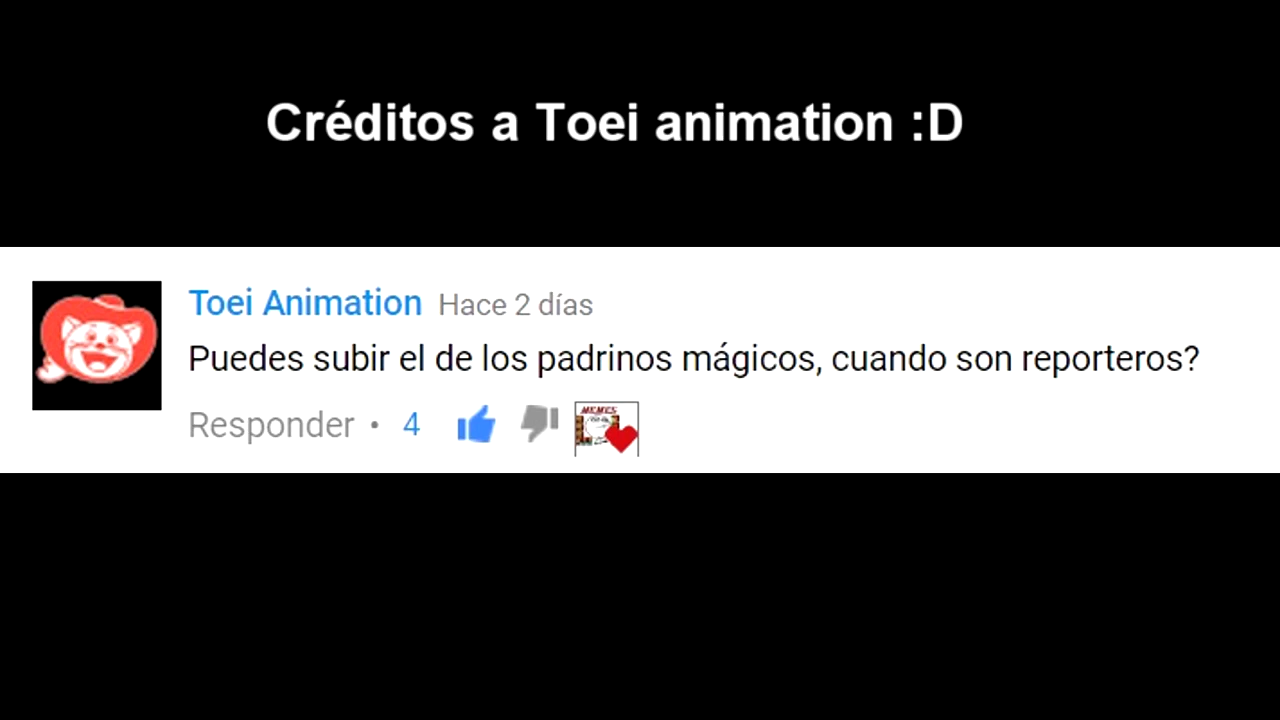 Créditos a Toei animation :D
Toei Animation Hace 2 días
Puedes subir el de los padrinos mágicos, cuando son reporteros?
Responder • 4
MEMES